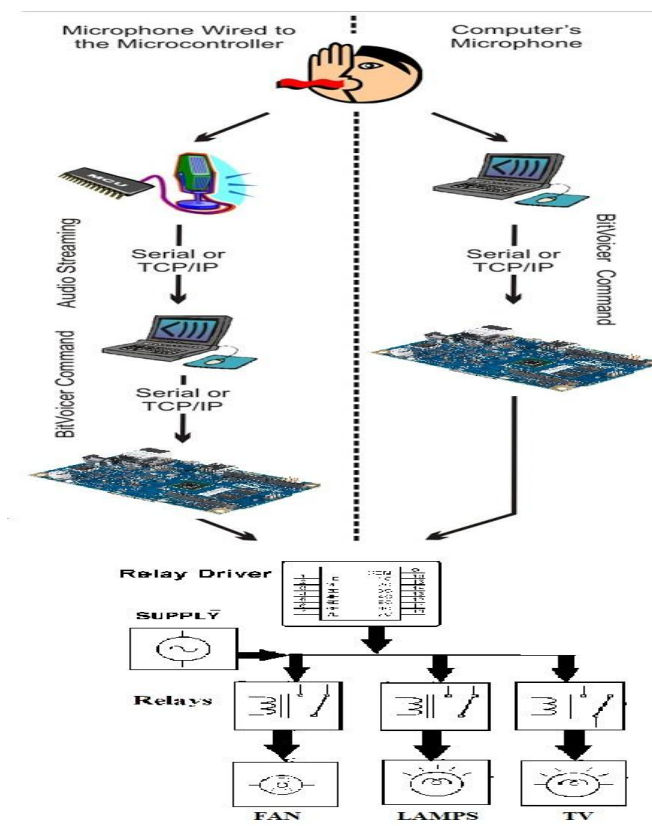 Microphone Wired to
the Microcontroller
Computer's
Microphone
MCU
Audio Streaming
Serial or
TCP/IP
BitVoicer Command
Serial or
TCP/IP
Serial or
TCP/IP
BitVoicer Command
Relay Driver
SUPPLY
Relays
FAN
LAMPS
TV